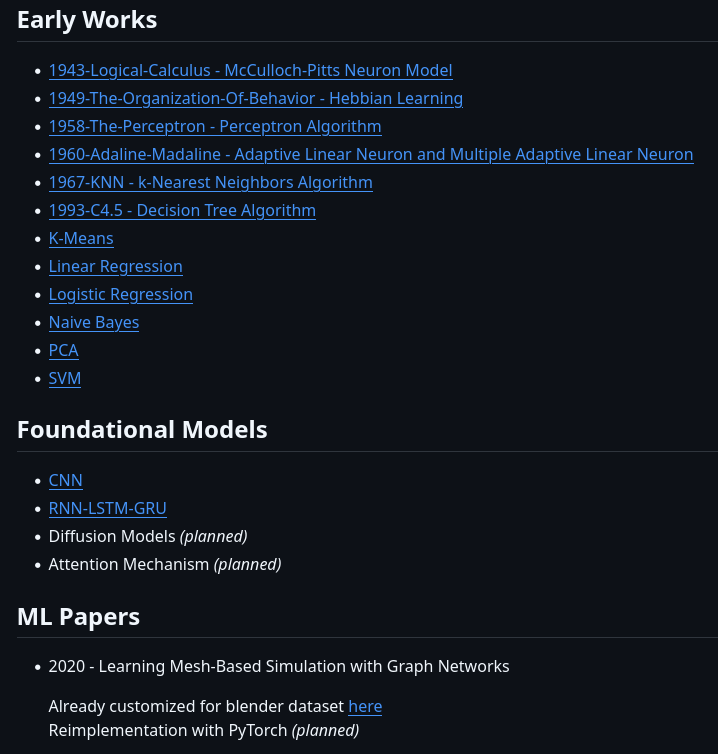 Early Works
1943-Logical-Calculus - McCulloch-Pitts Neuron Model
1949-The-Organization-Of-Behavior - Hebbian Learning
1958-The-Perceptron - Perceptron Algorithm
1960-Adaline-Madaline - Adaptive Linear Neuron and Multiple Adaptive Linear Neuron
1967-KNN - k-Nearest Neighbors Algorithm
1993-C4.5 - Decision Tree Algorithm
K-Means
Linear Regression
Logistic Regression
Naive Bayes
PCA
SVM
Foundational Models
CNN
RNN-LSTM-GRU
Diffusion Models (planned)
Attention Mechanism (planned)
ML Papers
2020 - Learning Mesh-Based Simulation with Graph Networks
Already customized for blender dataset here
Reimplementation with PyTorch (planned)